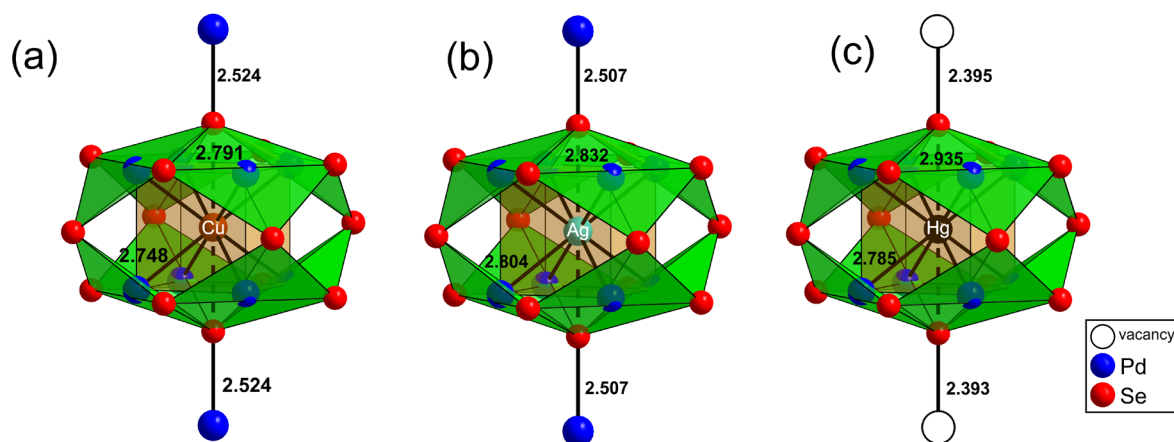 (a)
2.524
2.791
Cu
2.748
2.524
(b)
2.507
2.832
Ag
2.804
2.507
(c)
2.395
2.935
Hg
2.785
2.393
vacancy
Pd
Se